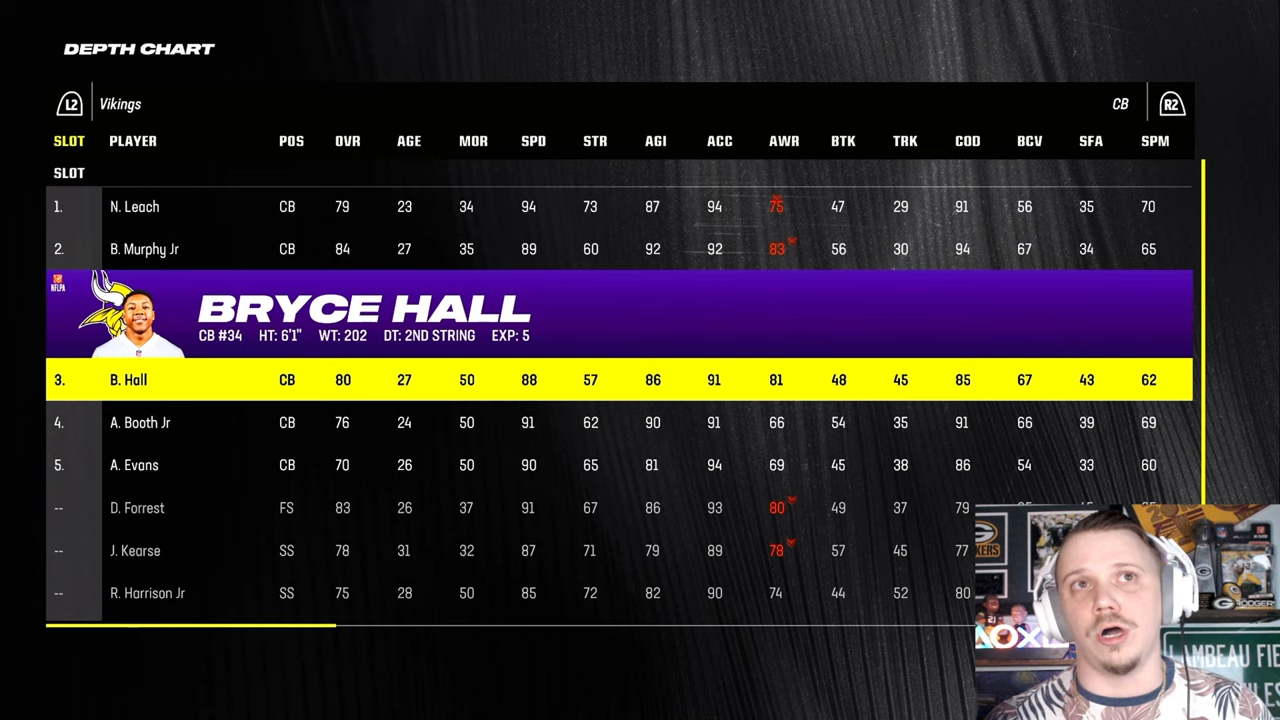 DEPTH CHART
L2 Vikings CB R2
SLOT PLAYER POS OVR AGE MOR SPD STR AGI ACC AWR BTK TRK COD BCV SFA SPM
SLOT
1. N. Leach CB 79 23 34 94 73 87 94 75 47 29 91 56 35 70
2. B. Murphy Jr CB 84 27 35 89 60 92 92 83 56 30 94 67 34 65
NFLPA
BRYCE HALL
CB #34 HT: 6'1" WT: 202 DT: 2ND STRING EXP: 5
3. B. Hall CB 80 27 50 88 57 86 91 81 48 45 85 67 43 62
4. A. Booth Jr CB 76 24 50 91 62 90 91 66 54 35 91 66 39 69
5. A. Evans CB 70 26 50 90 65 81 94 69 45 38 86 54 33 60
-- D. Forrest FS 83 26 37 91 67 86 93 80 49 37 79
-- J. Kearse SS 78 31 32 87 71 79 89 78 57 45 77
-- R. Harrison Jr SS 75 28 50 85 72 82 90 74 44 52 80
KERS
RODGERS
LAMBEAU FIE